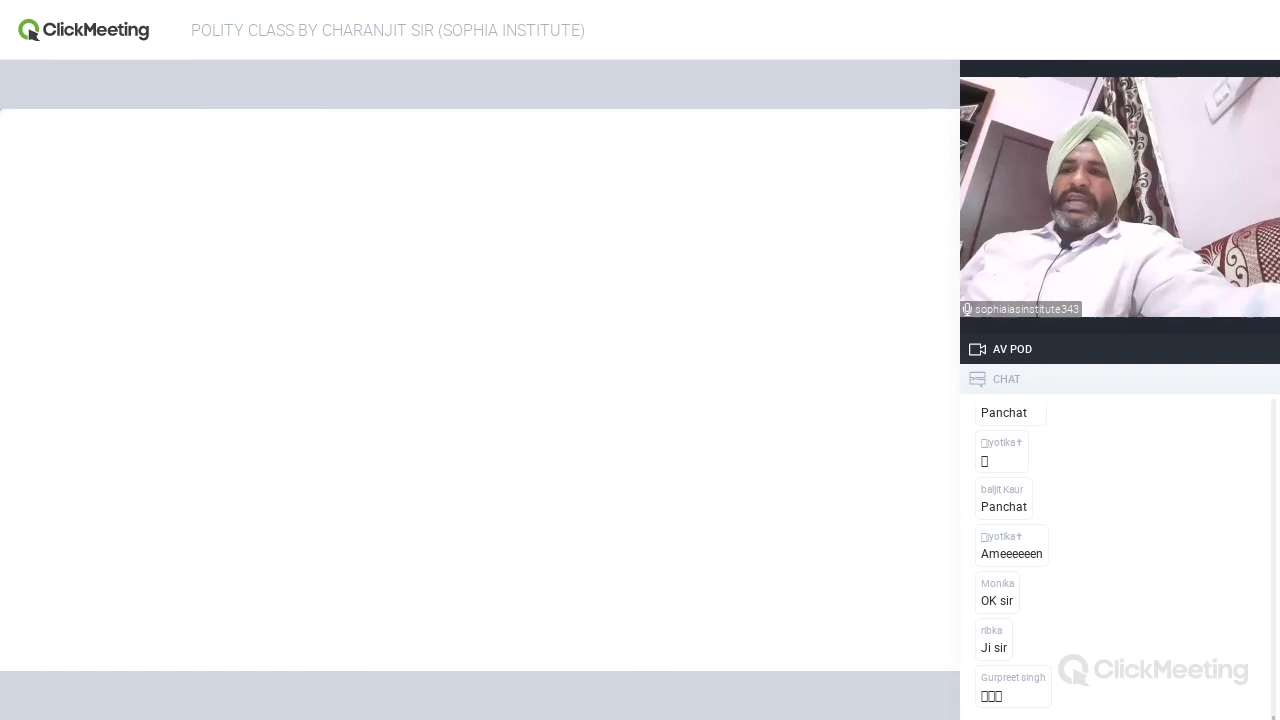 ClickMeeting
POLITY CLASS BY CHARANJIT SIR (SOPHIA INSTITUTE)
sophiaiasinstitute343
AV POD
CHAT
Panchat
jyotika✝
baljit Kaur
Panchat
jyotika✝
Ameeeeeen
Monika
OK sir
ribka
Ji sir
Gurpreet singh
ClickMeeting